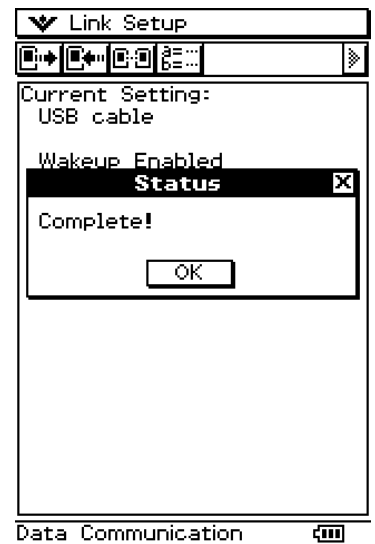 Link Setup
Current Setting:
USB cable
Wakeup Enabled
Status
Complete!
OK
Data Communication